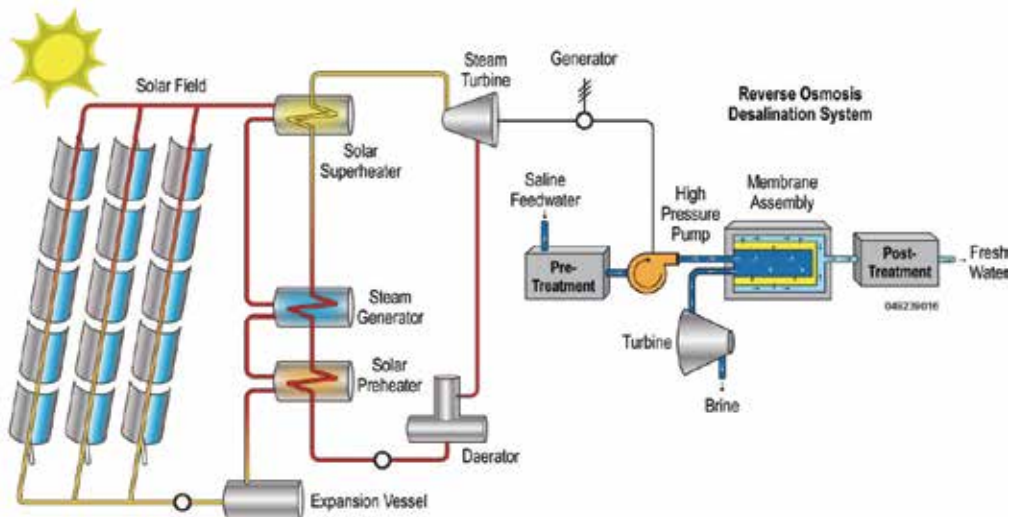 Solar Field
Steam
Turbine
Generator
Reverse Osmosis
Desalination System
Solar
Superheater
Saline
Feedwater
High
Pressure
Pump
Membrane
Assembly
Pre-
Treatment
Post-
Treatment
Fresh
Water
046239016
Steam
Generator
Turbine
Solar
Preheater
Brine
Daerator
Expansion Vessel